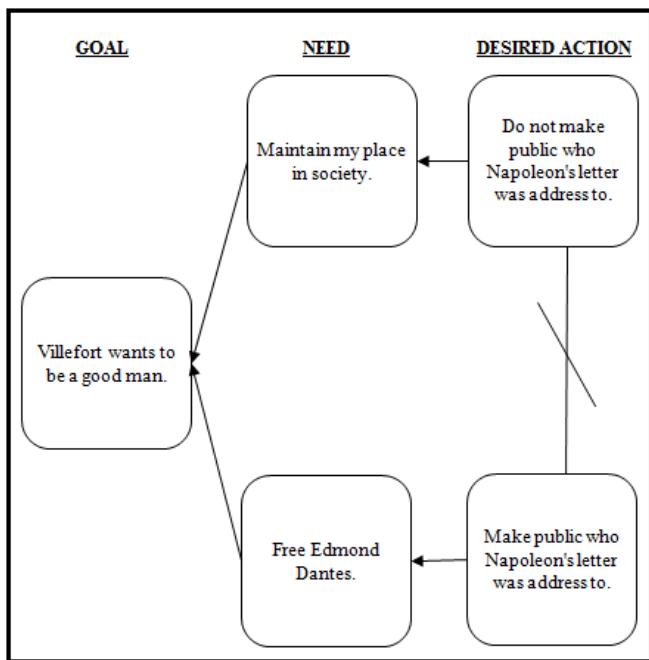 GOAL
NEED
DESIRED ACTION
Maintain my place
in society.
Do not make
public who
Napoleon's letter
was address to.
Villefort wants to
be a good man.
Free Edmond
Dantes.
Make public who
Napoleon's letter
was address to.